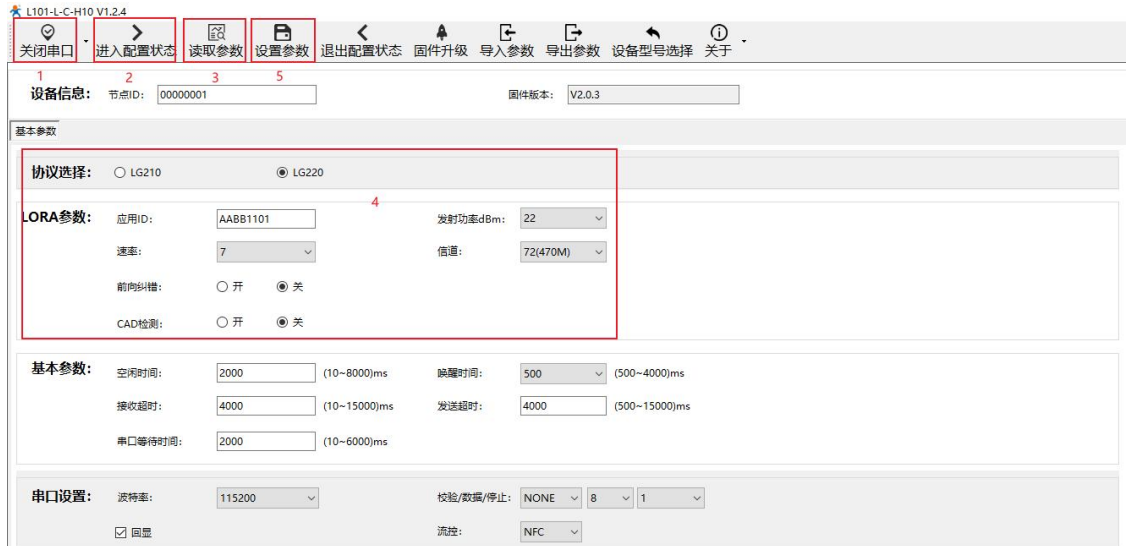 L101-L-C-H10 V1.2.4
关闭串口 进入配置状态 读取参数 设置参数 退出配置状态 固件升级 导入参数 导出参数 设备型号选择 关于
1 2 3 5
设备信息: 节点ID: 00000001 固件版本: V2.0.3
基本参数
协议选择: LG210 LG220
4
LORA参数: 应用ID: AABB1101 发射功率dBm: 22
速率: 7 信道: 72(470M)
前向纠错: 开 关
CAD检测: 开 关
基本参数: 空闲时间: 2000 (10~8000)ms 唤醒时间: 500 (500~4000)ms
接收超时: 4000 (10~15000)ms 发送超时: 4000 (500~15000)ms
串口等待时间: 2000 (10~6000)ms
串口设置: 波特率: 115200 校验/数据/停止: NONE 8 1
回显 流控: NFC